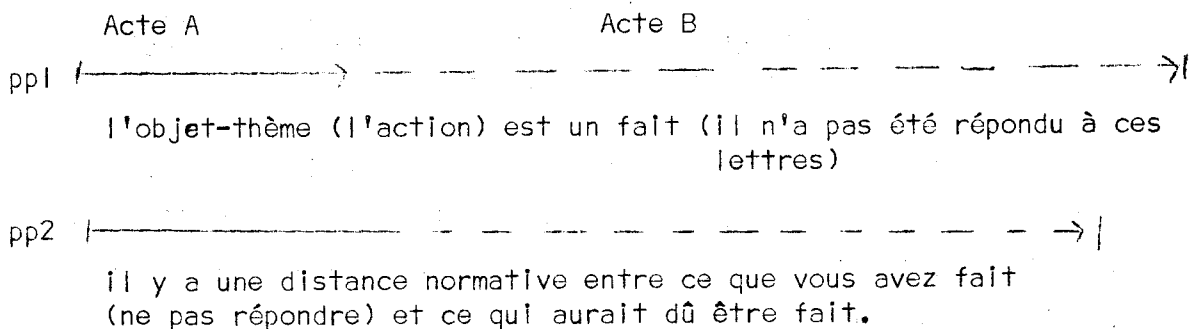 Acte A Acte B
pp1
l'objet-thème (l'action) est un fait (il n'a pas été répondu à ces
lettres)
pp2
il y a une distance normative entre ce que vous avez fait
(ne pas répondre) et ce qui aurait dû être fait.